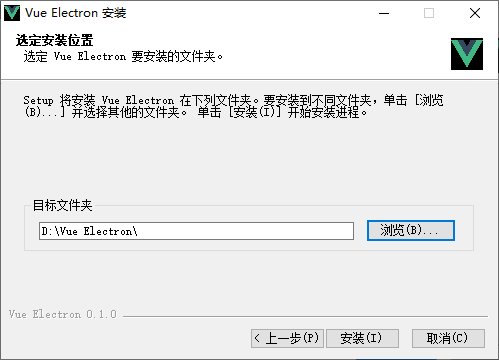 Vue Electron 安装
选定安装位置
选定 Vue Electron 要安装的文件夹。
Setup 将安装 Vue Electron 在下列文件夹。要安装到不同文件夹，单击 [浏览
(B)...] 并选择其他的文件夹。 单击 [安装(I)] 开始安装进程。
目标文件夹
D:\Vue Electron\
浏览(B)...
Vue Electron 0.1.0
< 上一步(P)
安装(I)
取消(C)